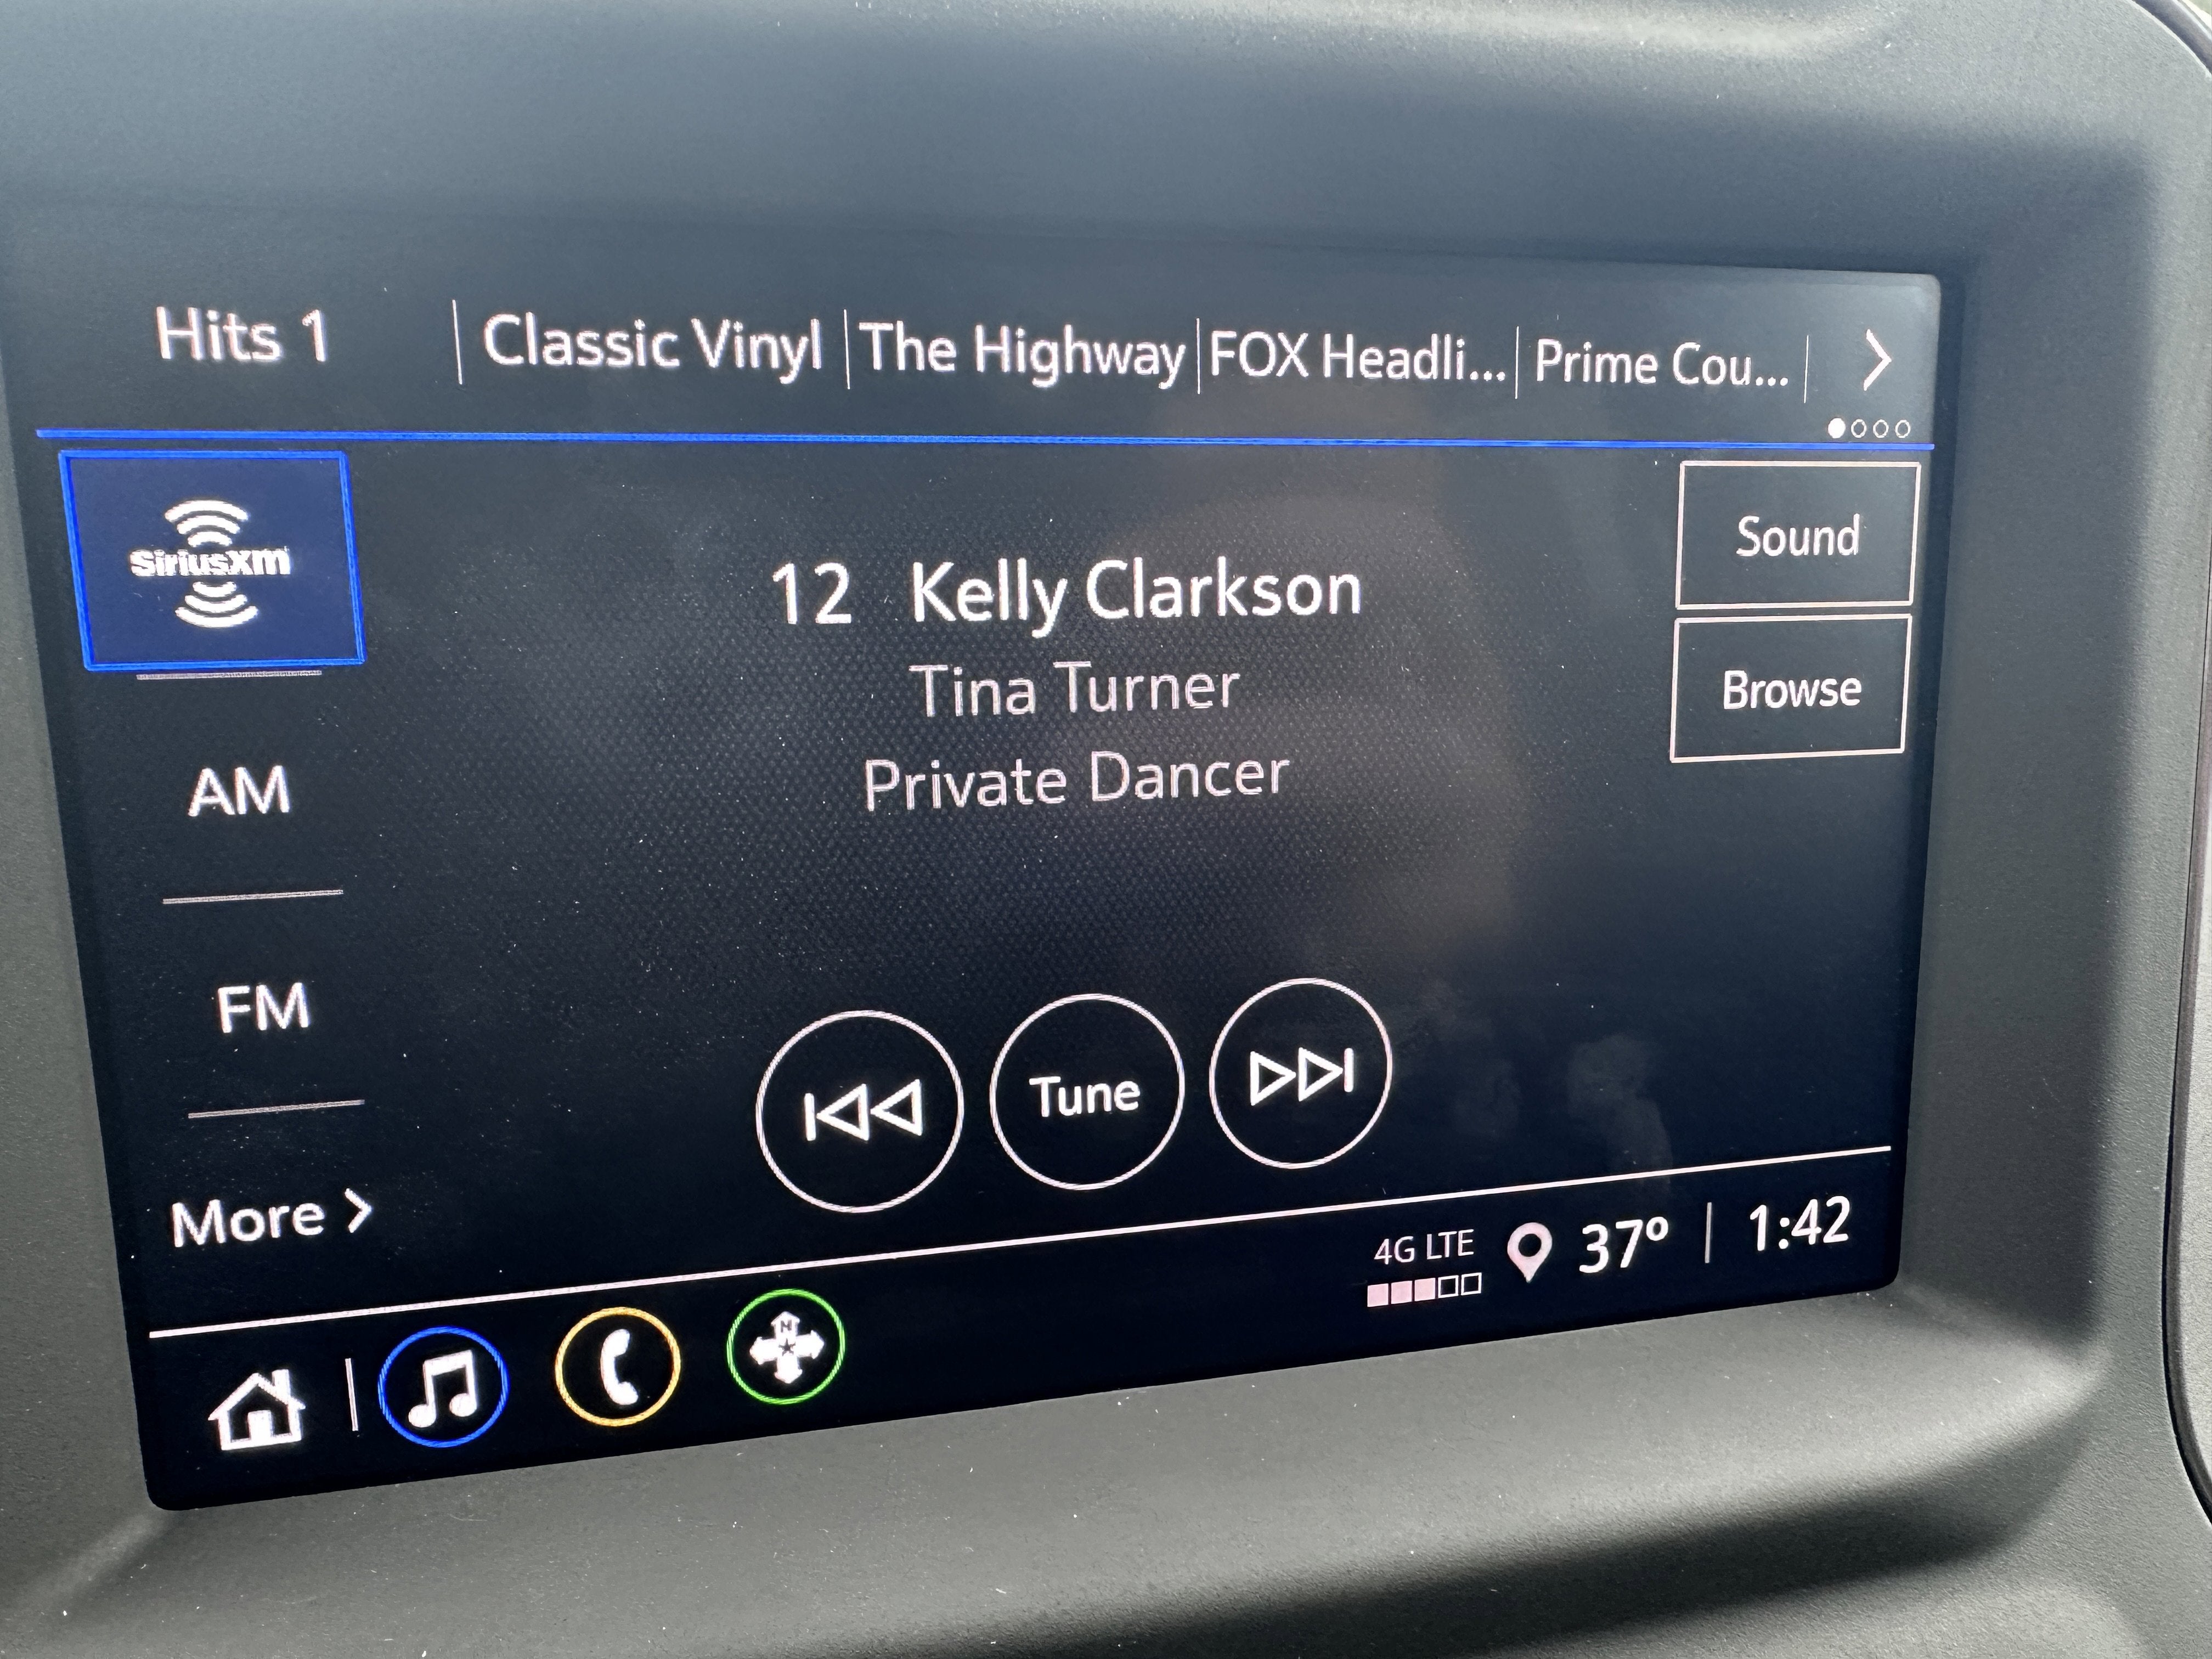 Hits 1
Classic Vinyl
The Highway
FOX Headli...
Prime Cou...
SiriusXM
12 Kelly Clarkson
Tina Turner
Private Dancer
Sound
Browse
AM
FM
More >
Tune
4G LTE
37° | 1:42
N